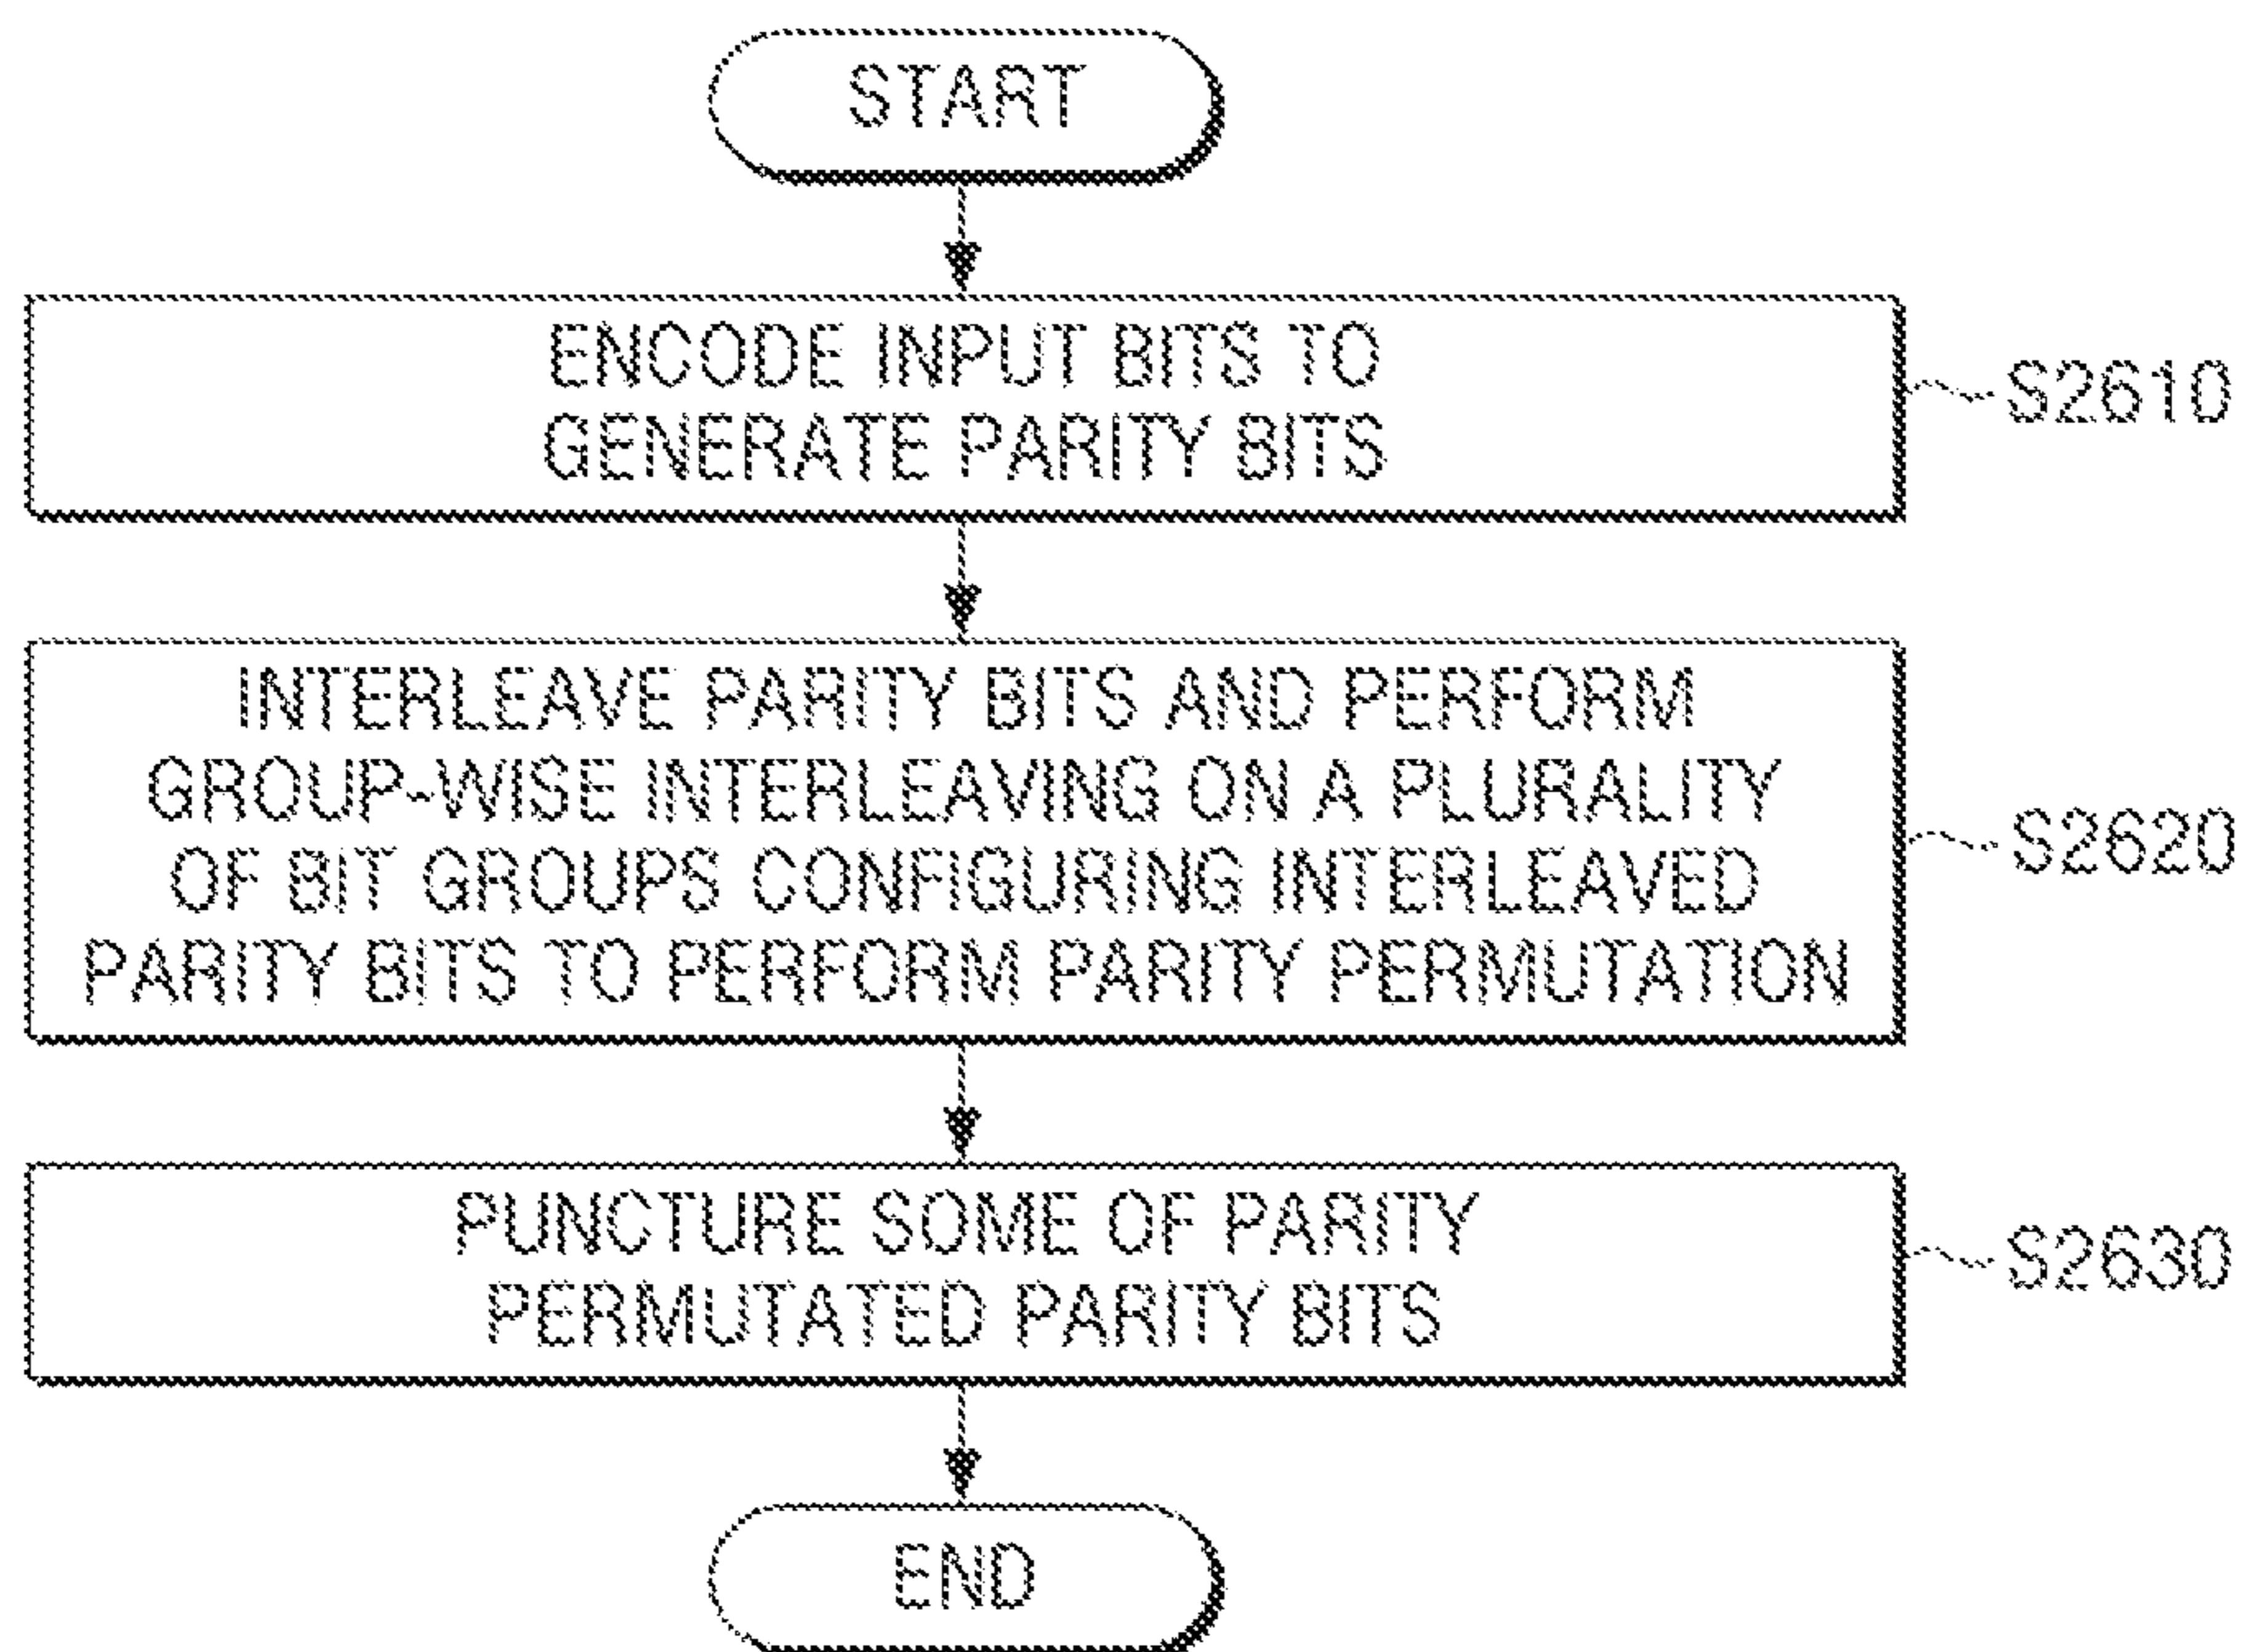 START
ENCODE INPUT BITS TO
GENERATE PARITY BITS
S2610
INTERLEAVE PARITY BITS AND PERFORM
GROUP-WISE INTERLEAVING ON A PLURALITY
OF BIT GROUPS CONFIGURING INTERLEAVED
PARITY BITS TO PERFORM PARITY PERMUTATION
S2620
PUNCTURE SOME OF PARITY
PERMUTATED PARITY BITS
S2630
END